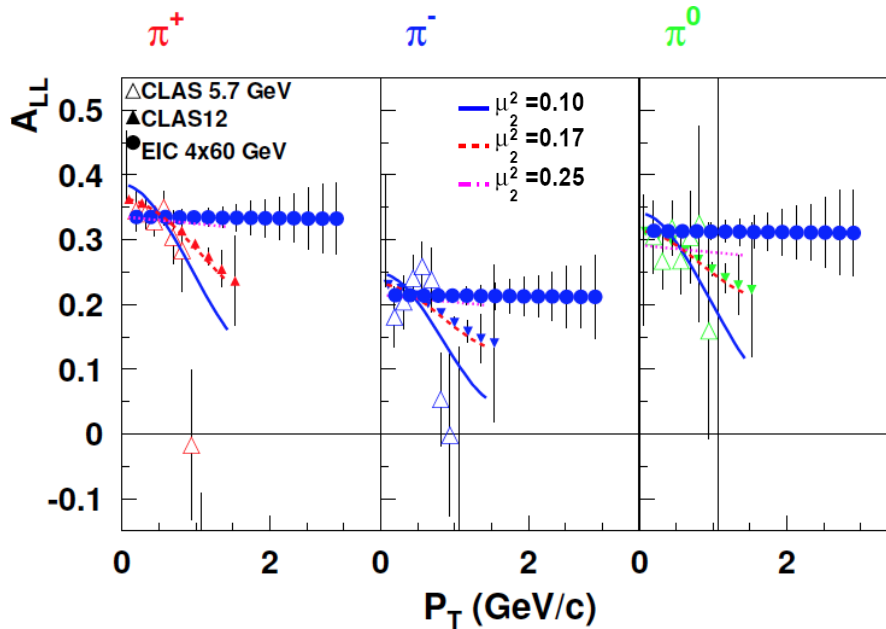 π+ π- π0
A_LL
0.5
0.4
0.3
0.2
0.1
0
-0.1
△ CLAS 5.7 GeV
▲ CLAS12
● EIC 4x60 GeV
μ²₂=0.10
μ²₂=0.17
μ²₂=0.25
0 2 0 2 0 2
P_T (GeV/c)